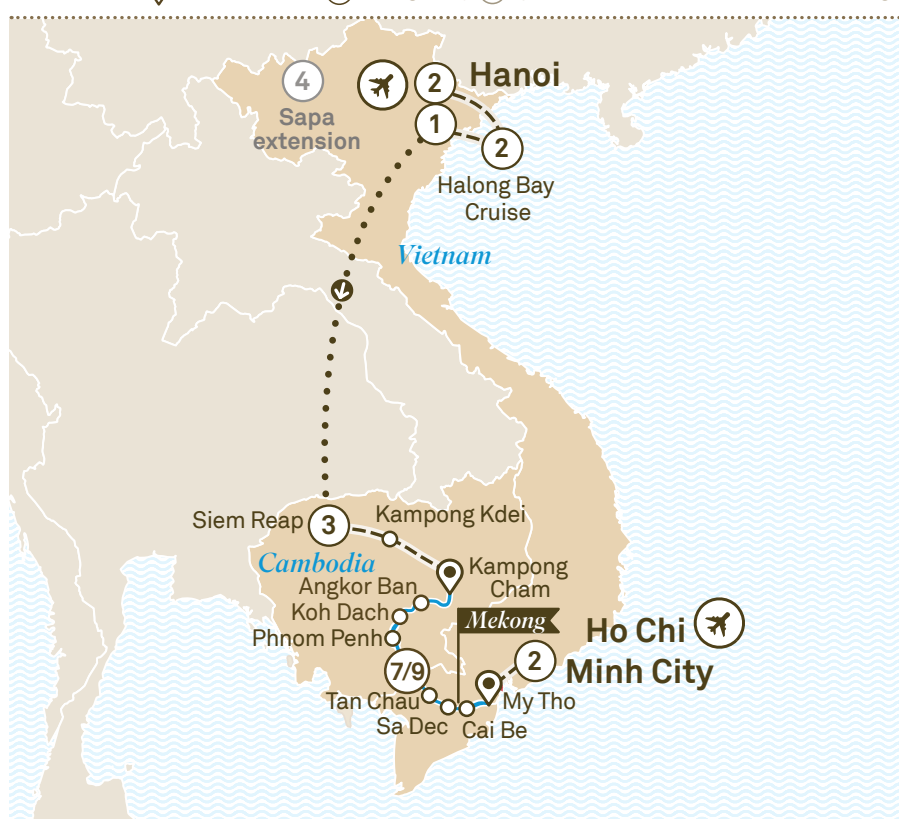 4
Sapa
extension
2
Hanoi
1
2
Halong Bay
Cruise
Vietnam
Siem Reap
3
Kampong Kdei
Cambodia
Kampong
Cham
Angkor Ban
Koh Dach
Phnom Penh
Mekong
Ho Chi
Minh City
2
7/9
Tan Chau
My Tho
Sa Dec
Cai Be